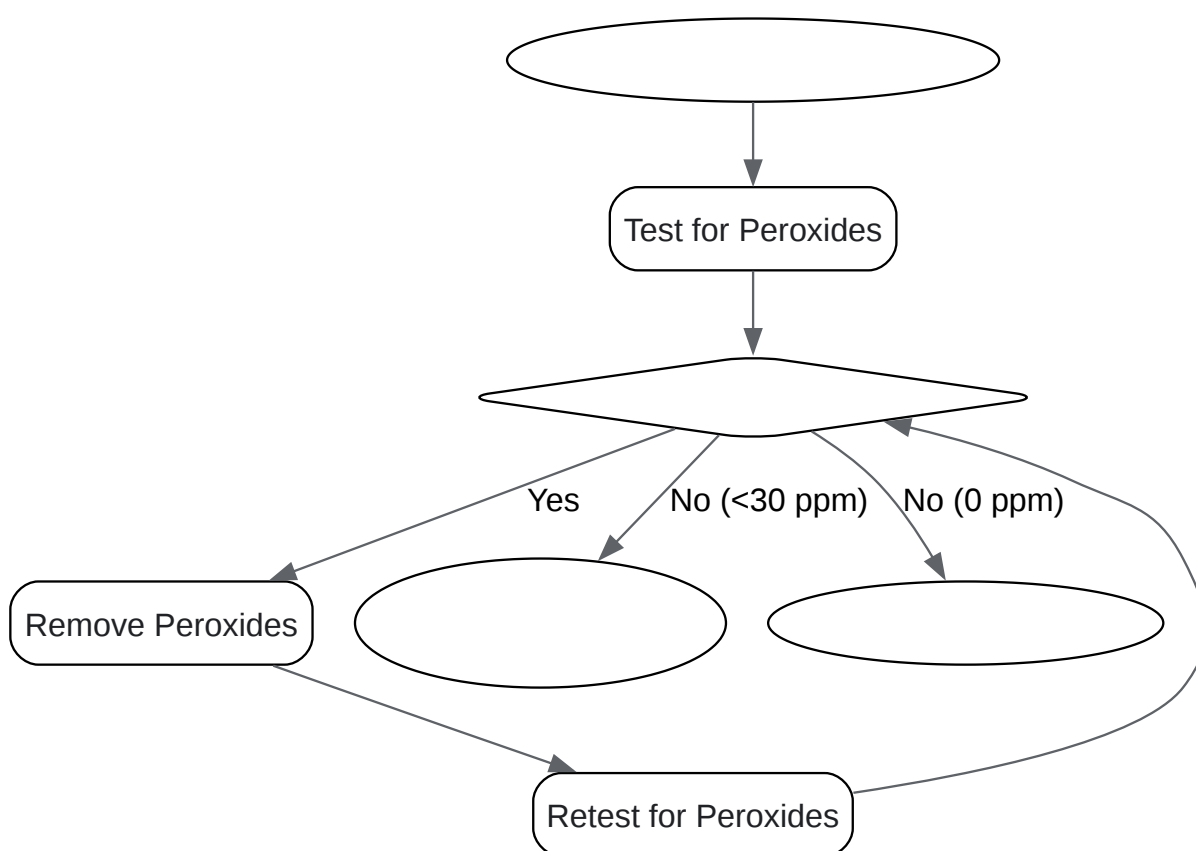 Test for Peroxides
Yes
No (<30 ppm)
No (0 ppm)
Remove Peroxides
Retest for Peroxides